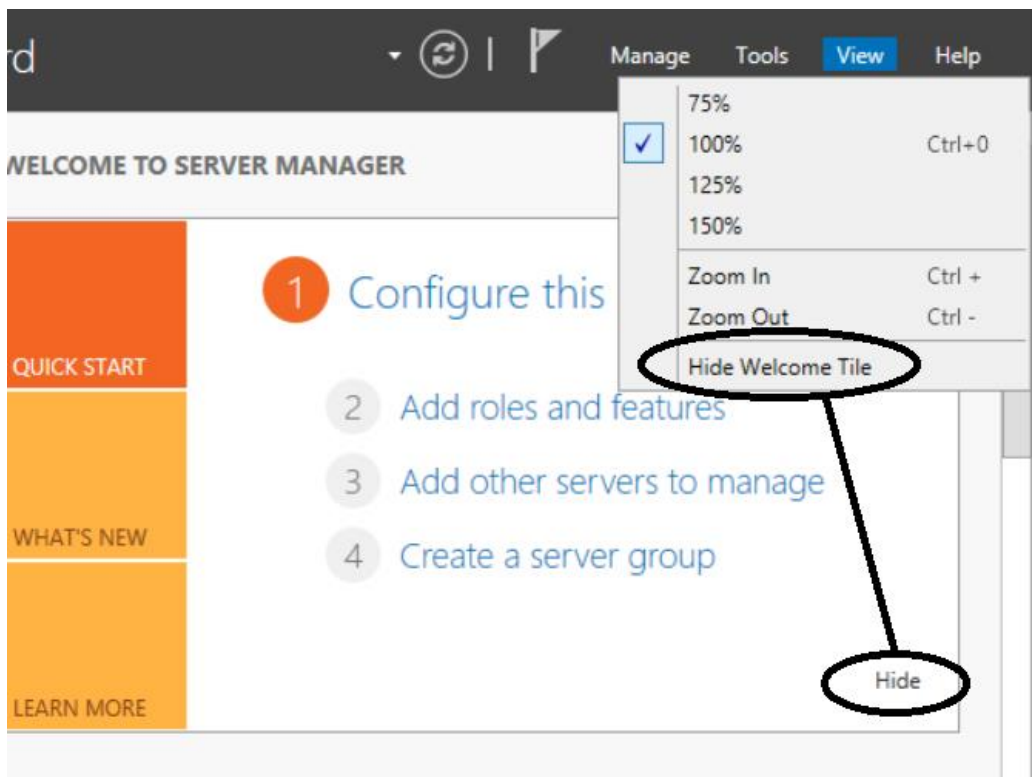 rd
Manage Tools View Help
75%
100% Ctrl+0
125%
150%
Zoom In Ctrl +
Zoom Out Ctrl -
Hide Welcome Tile
WELCOME TO SERVER MANAGER
QUICK START
WHAT'S NEW
LEARN MORE
1 Configure this
2 Add roles and features
3 Add other servers to manage
4 Create a server group
Hide